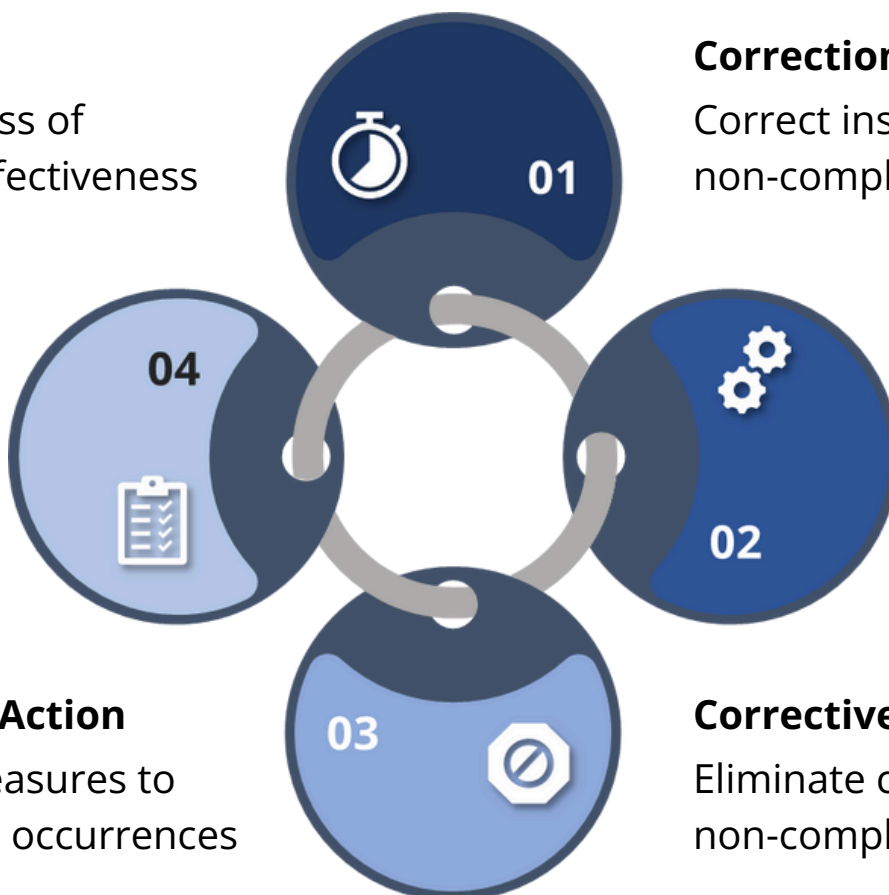 Correction
ss of
Correct ins
fectiveness
non-compl
01
04
02
Action
Corrective
easures to
Eliminate c
occurrences
non-compl
03